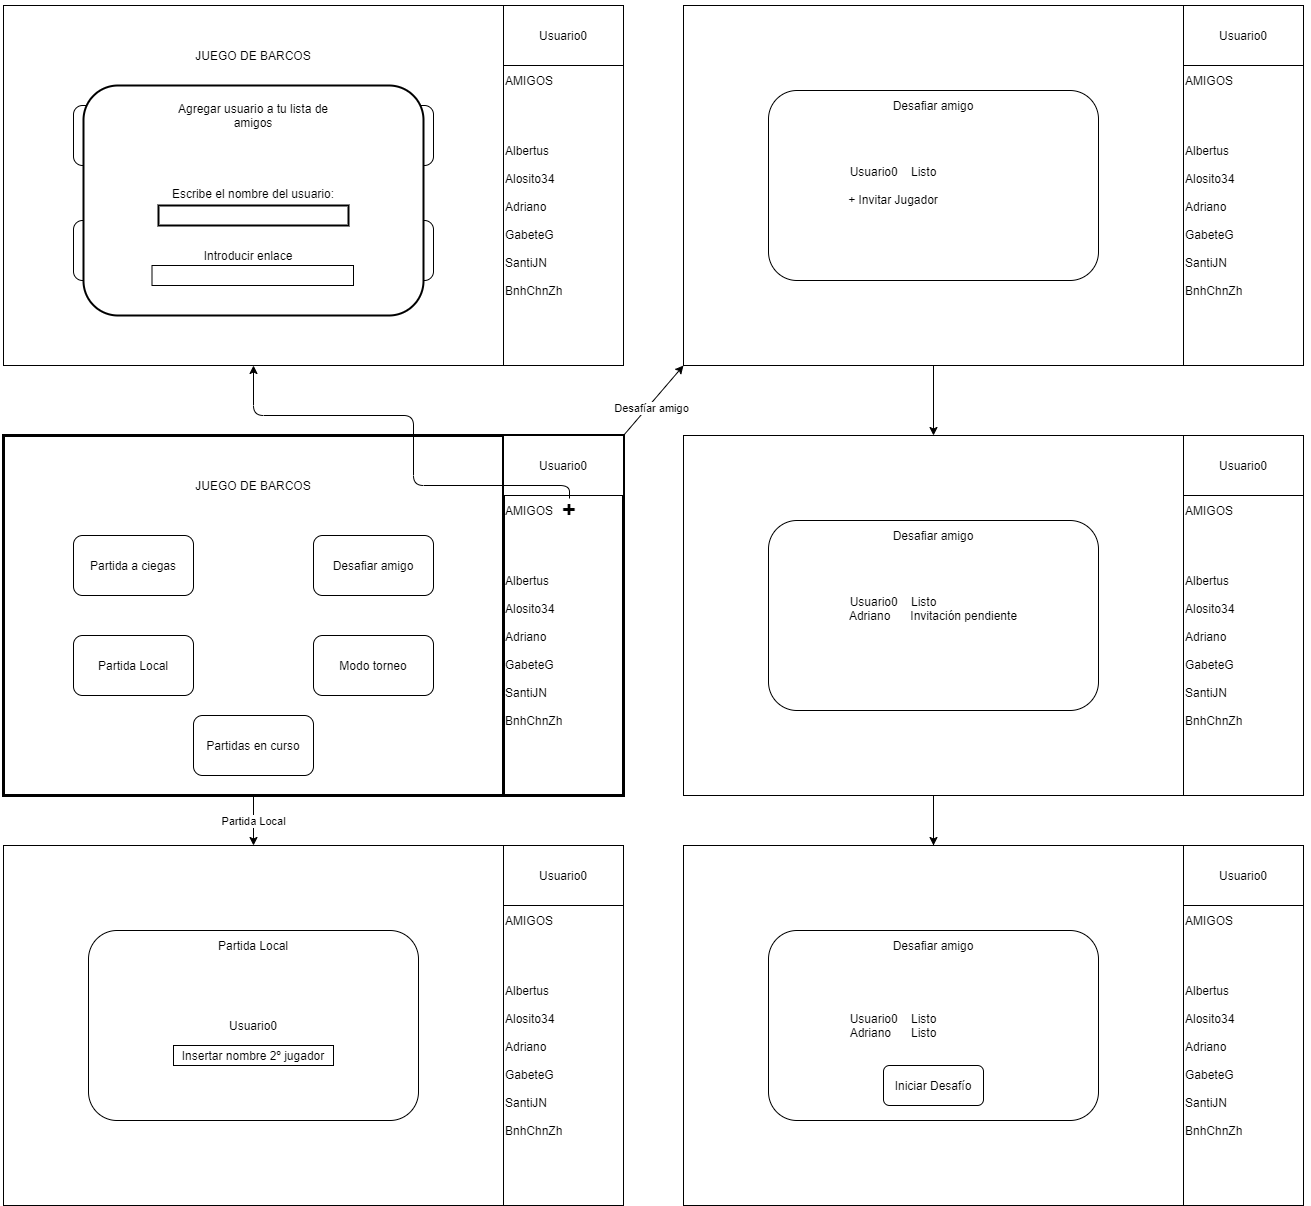 JUEGO DE BARCOS
Agregar usuario a tu lista de
amigos
Escribe el nombre del usuario:
Introducir enlace
Usuario0
AMIGOS
Albertus
Alosito34
Adriano
GabeteG
SantiJN
BnhChnZh
Desafiar amigo
Usuario0 Listo
+ Invitar Jugador
Usuario0
AMIGOS
Albertus
Alosito34
Adriano
GabeteG
SantiJN
BnhChnZh
Desafíar amigo
JUEGO DE BARCOS
Partida a ciegas
Desafiar amigo
Partida Local
Modo torneo
Partidas en curso
Usuario0
AMIGOS +
Albertus
Alosito34
Adriano
GabeteG
SantiJN
BnhChnZh
Desafiar amigo
Usuario0 Listo
Adriano Invitación pendiente
Usuario0
AMIGOS
Albertus
Alosito34
Adriano
GabeteG
SantiJN
BnhChnZh
Partida Local
Partida Local
Usuario0
Insertar nombre 2º jugador
Usuario0
AMIGOS
Albertus
Alosito34
Adriano
GabeteG
SantiJN
BnhChnZh
Desafiar amigo
Usuario0 Listo
Adriano Listo
Iniciar Desafío
Usuario0
AMIGOS
Albertus
Alosito34
Adriano
GabeteG
SantiJN
BnhChnZh